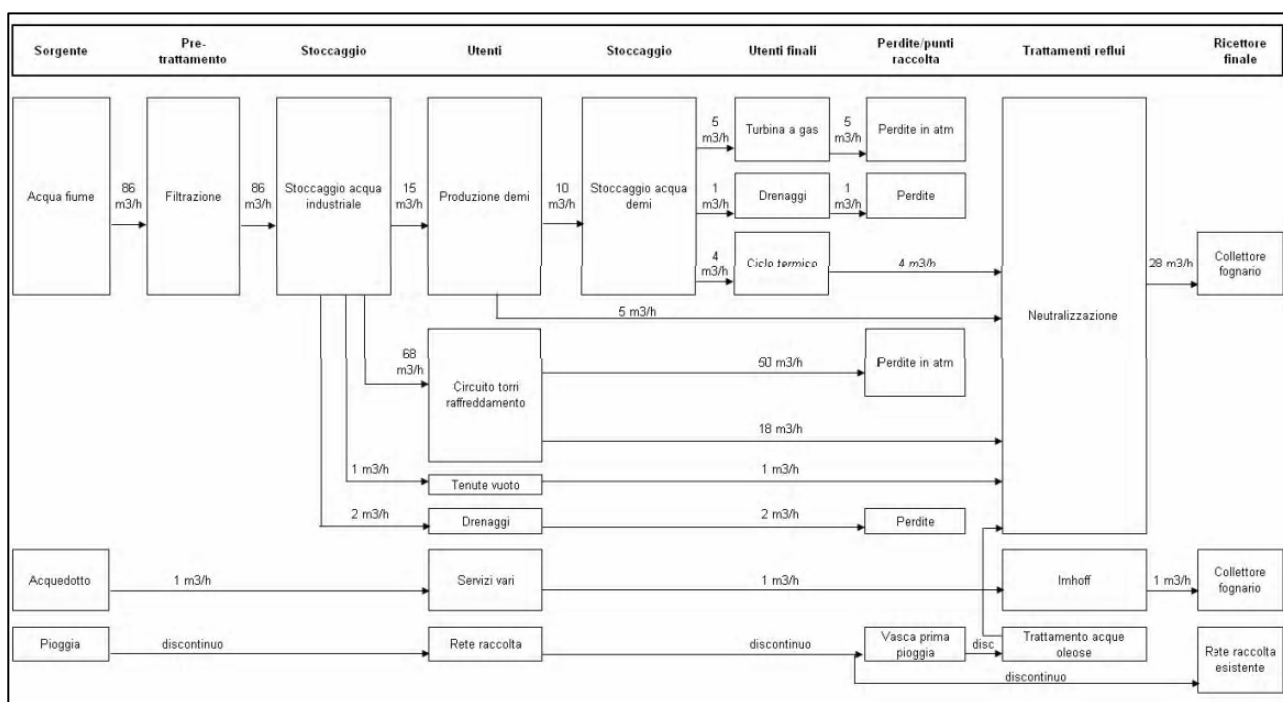 Sorgente
Pre-
trattamento
Stoccaggio
Utenti
Stoccaggio
Utenti finali
Perdite/punti
raccolta
Trattamenti reflui
Ricettore
finale
Acqua fiume
86
m3/h
Filtrazione
86
m3/h
Stoccaggio acqua
industriale
15
m3/h
Produzione demi
10
m3/h
Stoccaggio acqua
demi
5
m3/h
Turbina a gas
5
m3/h
Perdite in atm
1
m3/h
Drenaggi
1
m3/h
Perdite
4
m3/h
Ciclo termico
4 m3/h
5 m3/h
Neutralizzazione
28 m3/h
Collettore
fognario
68
m3/h
Circuito torri
raffreddamento
50 m3/h
Perdite in atm
18 m3/h
1 m3/h
Tenute vuoto
1 m3/h
2 m3/h
Drenaggi
2 m3/h
Perdite
Acquedotto
1 m3/h
Servizi vari
1 m3/h
Imhoff
1 m3/h
Collettore
fognario
Pioggia
discontinuo
Rete raccolta
discontinuo
Vasca prima
pioggia
disc
Trattamento acque
oleose
discontinuo
Rete raccolta
esistente